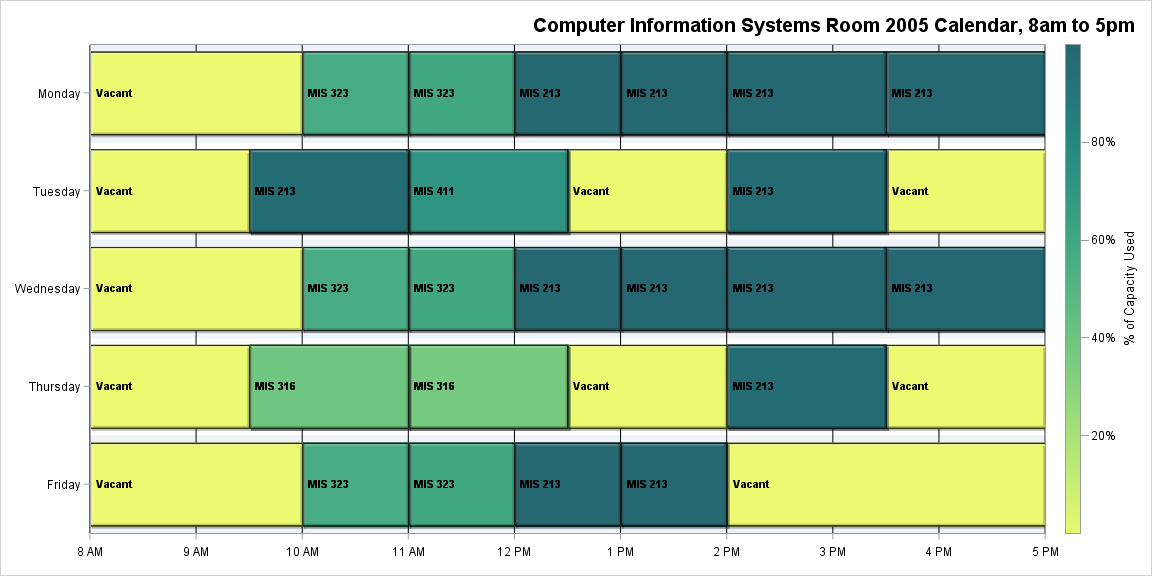 Computer Information Systems Room 2005 Calendar, 8am to 5pm
Monday Vacant MIS 323 MIS 323 MIS 213 MIS 213 MIS 213 MIS 213
Tuesday Vacant MIS 213 MIS 411 Vacant MIS 213 Vacant
Wednesday Vacant MIS 323 MIS 323 MIS 213 MIS 213 MIS 213 MIS 213
Thursday Vacant MIS 316 MIS 316 Vacant MIS 213 Vacant
Friday Vacant MIS 323 MIS 323 MIS 213 MIS 213 Vacant
8 AM 9 AM 10 AM 11 AM 12 PM 1 PM 2 PM 3 PM 4 PM 5 PM
80%
60%
40%
20%
% of Capacity Used